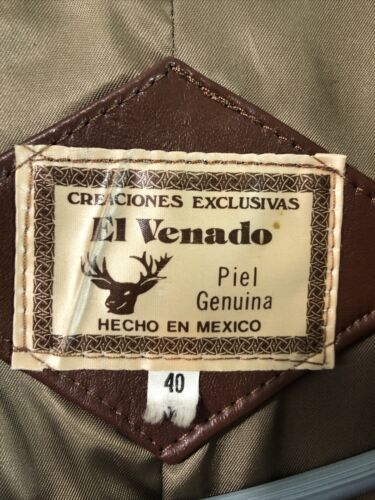 CREACIONES EXCLUSIVAS
El Venado
Piel
Genuina
HECHO EN MEXICO
40